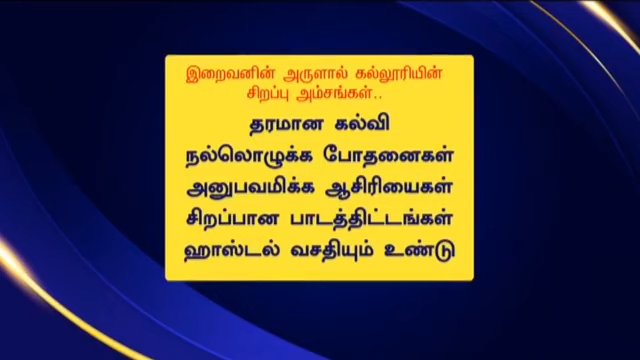 இறைவனின் அருளால் கல்லூரியின்
சிறப்பு அம்சங்கள்..
தரமான கல்வி
நல்லொழுக்க போதனைகள்
அனுபவமிக்க ஆசிரியைகள்
சிறப்பான பாடத்திட்டங்கள்
ஹாஸ்டல் வசதியும் உண்டு